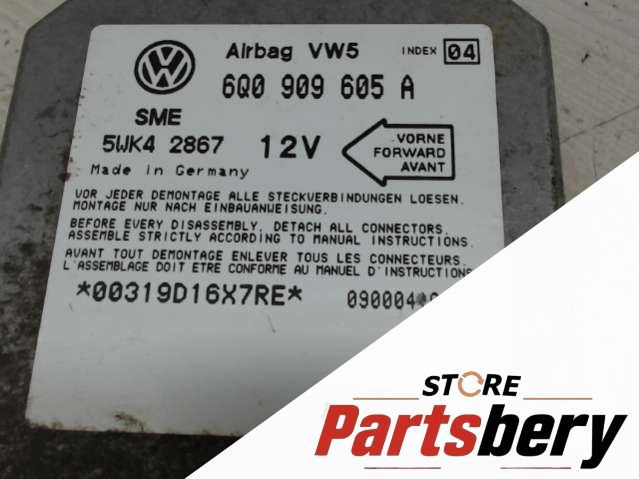 Airbag VW5 INDEX 04
6Q0 909 605 A
SME
5WK4 2867 12V
VORNE
FORWARD
AVANT
Made in Germany
VOR JEDER DEMONTAGE ALLE STECKVERBINDUNGEN LOESEN.
MONTAGE NUR NACH EINBAUANWEISUNG.
BEFORE EVERY DISASSEMBLY, DETACH ALL CONNECTORS.
ASSEMBLE STRICTLY ACCORDING TO MANUAL INSTRUCTIONS.
AVANT TOUT DEMONTAGE ENLEVER TOUS LES CONNECTEURS.
L'ASSEMBLAGE DOIT ETRE CONFORME AU MANUEL D'INSTRUCTIONS
*00319D16X7RE*
STORE
Partsbery